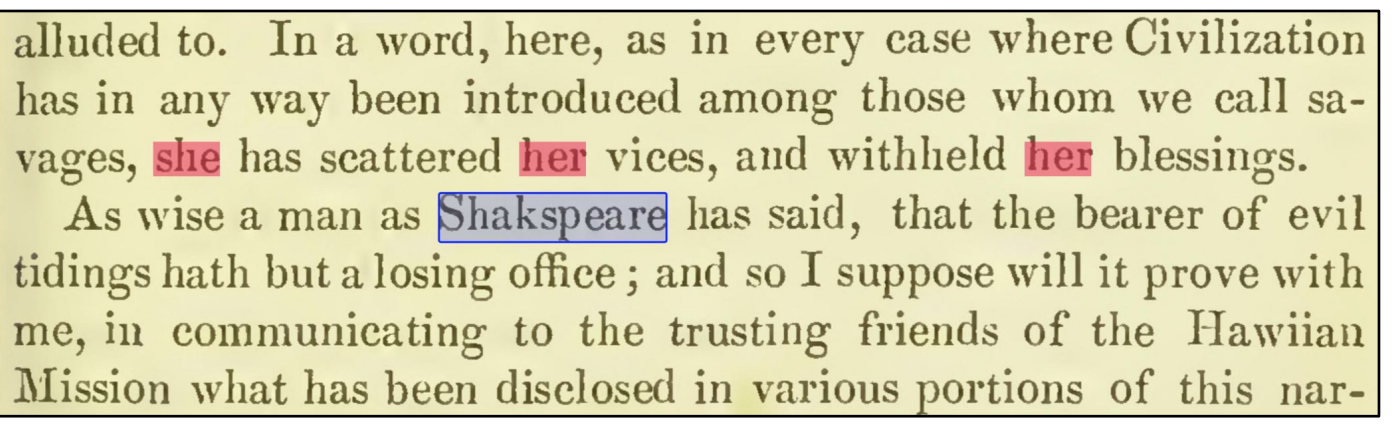 alluded to. In a word, here, as in every case where Civilization
has in any way been introduced among those whom we call sa-
vages, she has scattered her vices, and withheld her blessings.
As wise a man as Shakspeare has said, that the bearer of evil
tidings hath but a losing office; and so I suppose will it prove with
me, in communicating to the trusting friends of the Hawiian
Mission what has been disclosed in various portions of this nar-